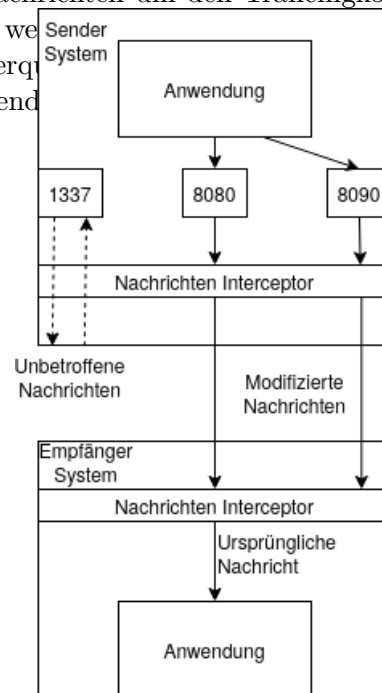 Sender
System
Anwendung
1337
8080
8090
Nachrichten Interceptor
Unbetroffene
Nachrichten
Modifizierte
Nachrichten
Empfänger
System
Nachrichten Interceptor
Ursprüngliche
Nachricht
Anwendung